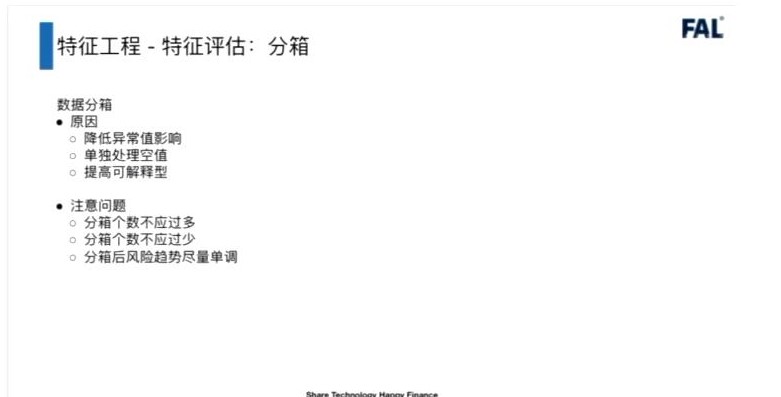 FAL
特征工程 - 特征评估：分箱
数据分箱
● 原因
○ 降低异常值影响
○ 单独处理空值
○ 提高可解释型
● 注意问题
○ 分箱个数不应过多
○ 分箱个数不应过少
○ 分箱后风险趋势尽量单调
Share Technology Happy Finance